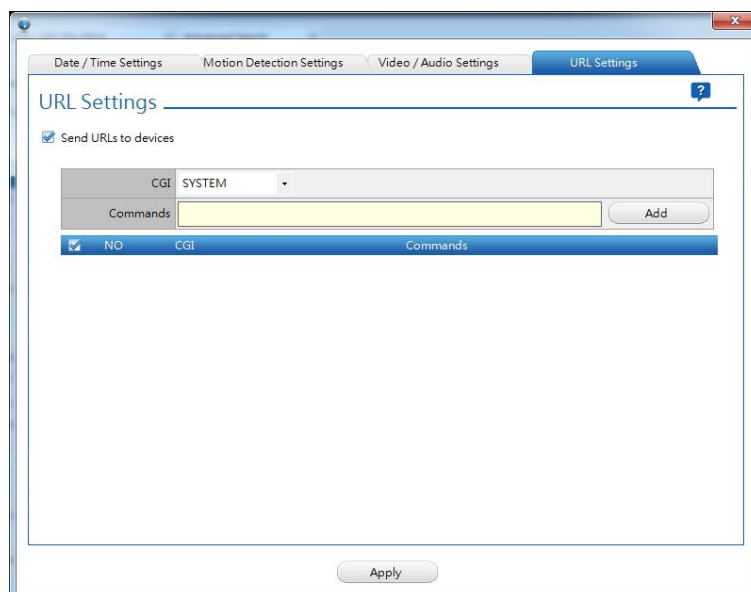 Date / Time Settings Motion Detection Settings Video / Audio Settings URL Settings
URL Settings ?
Send URLs to devices
CGI SYSTEM
Commands Add
NO CGI Commands
Apply